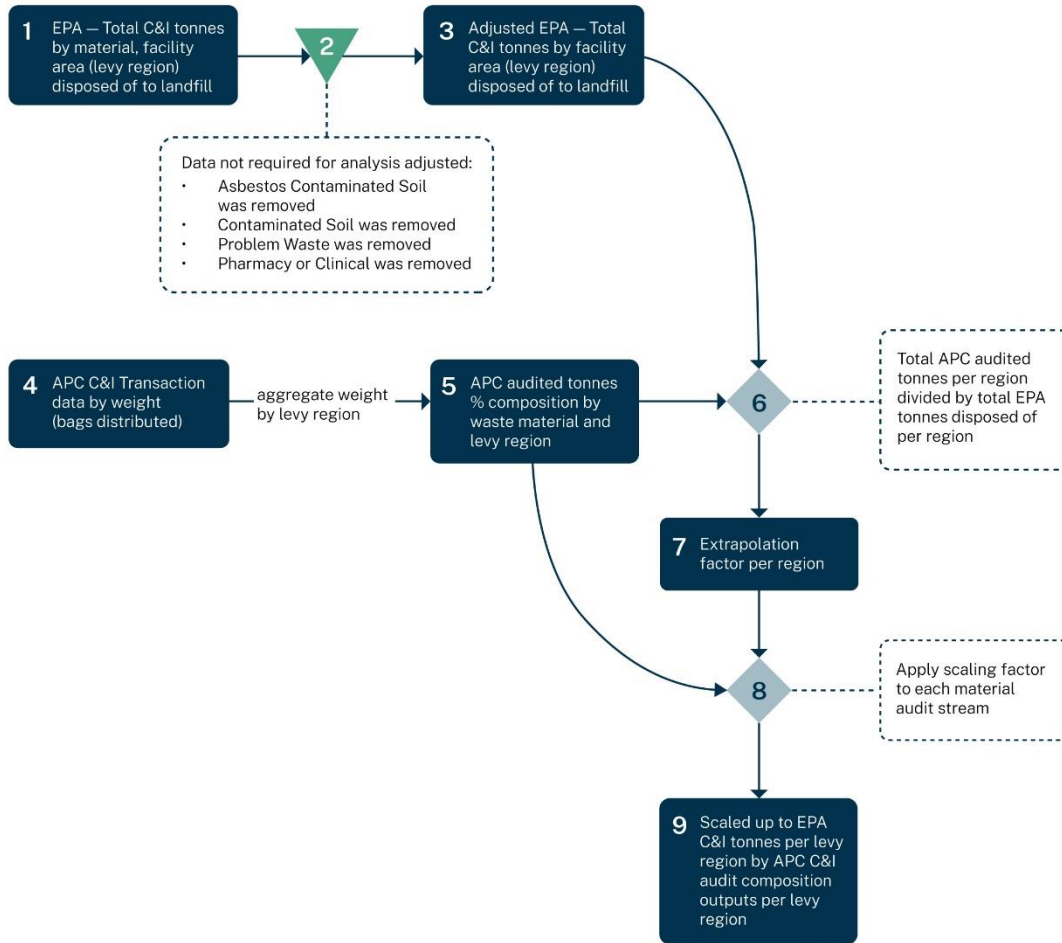 1 EPA — Total C&I tonnes
by material, facility
area (levy region)
disposed of to landfill
2
3 Adjusted EPA — Total
C&I tonnes by facility
area (levy region)
disposed of to landfill
Data not required for analysis adjusted:
• Asbestos Contaminated Soil
was removed
• Contaminated Soil was removed
• Problem Waste was removed
• Pharmacy or Clinical was removed
4 APC C&I Transaction
data by weight
(bags distributed)
aggregate weight
by levy region
5 APC audited tonnes
% composition by
waste material and
levy region
6
Total APC audited
tonnes per region
divided by total EPA
tonnes disposed of
per region
7 Extrapolation
factor per region
8
Apply scaling factor
to each material
audit stream
9 Scaled up to EPA
C&I tonnes per levy
region by APC C&I
audit composition
outputs per levy
region